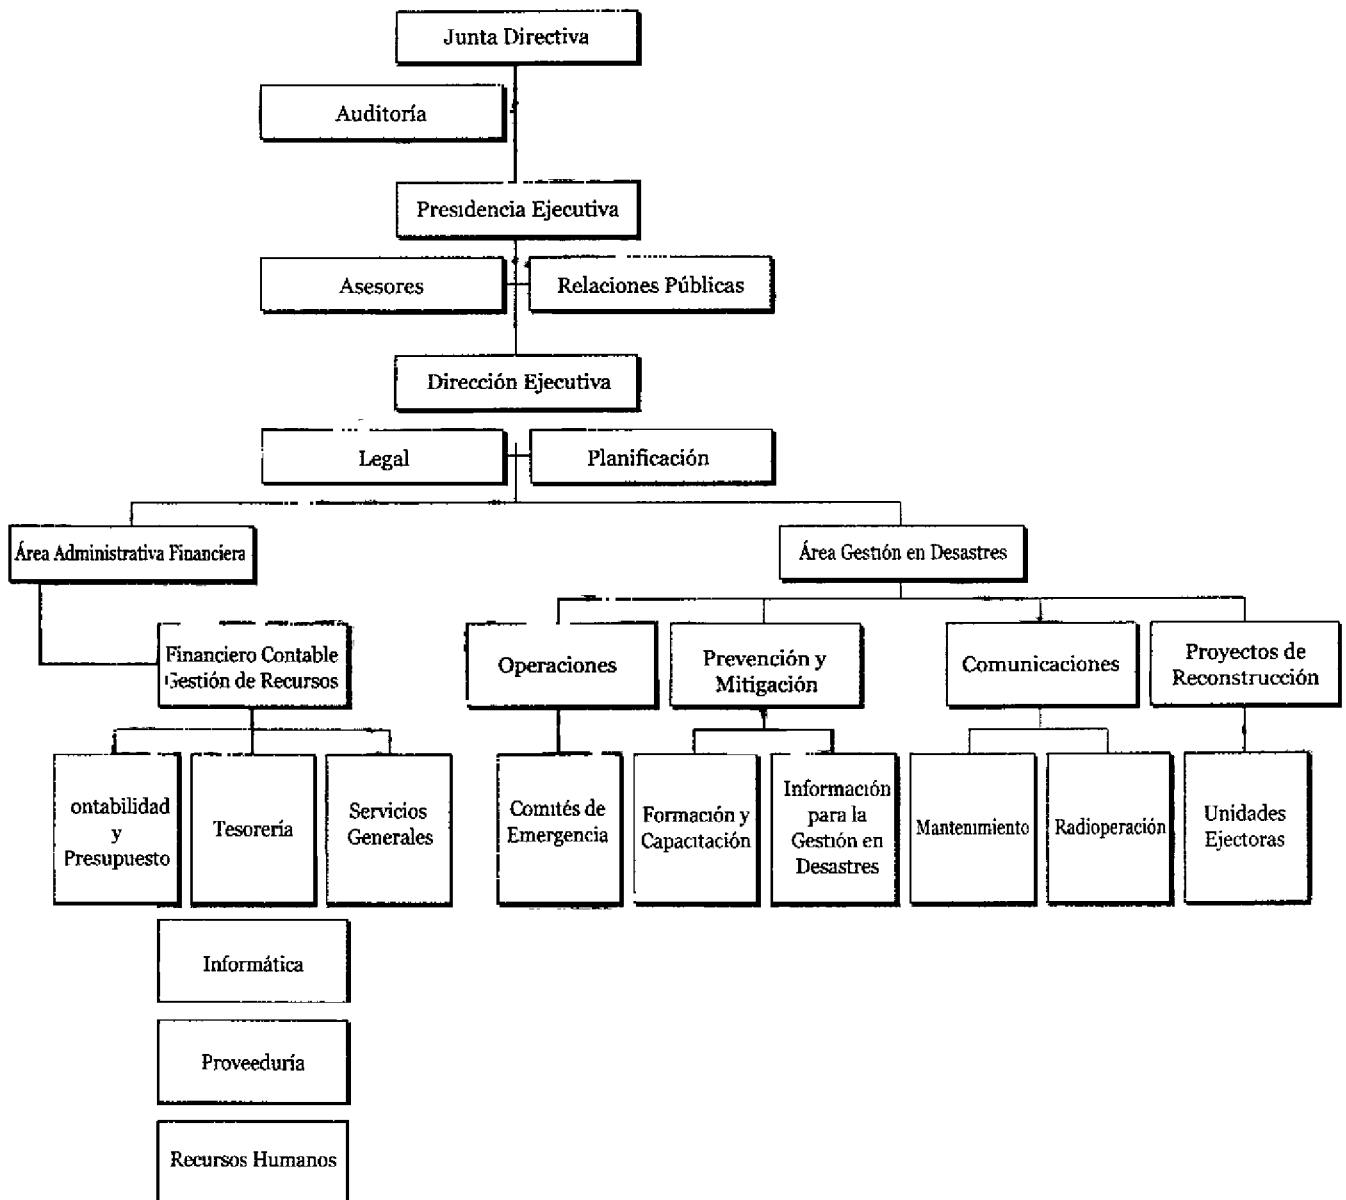 Junta Directiva
Auditoría
Presidencia Ejecutiva
Asesores
Relaciones Públicas
Dirección Ejecutiva
Legal
Planificación
Área Administrativa Financiera
Área Gestión en Desastres
Financiero Contable
Gestión de Recursos
Operaciones
Prevención y
Mitigación
Comunicaciones
Proyectos de
Reconstrucción
ontabilidad
y
Presupuesto
Tesorería
Servicios
Generales
Comités de
Emergencia
Formación y
Capacitación
Información
para la
Gestión en
Desastres
Mantenimiento
Radioperación
Unidades
Ejectoras
Informática
Proveeduría
Recursos Humanos